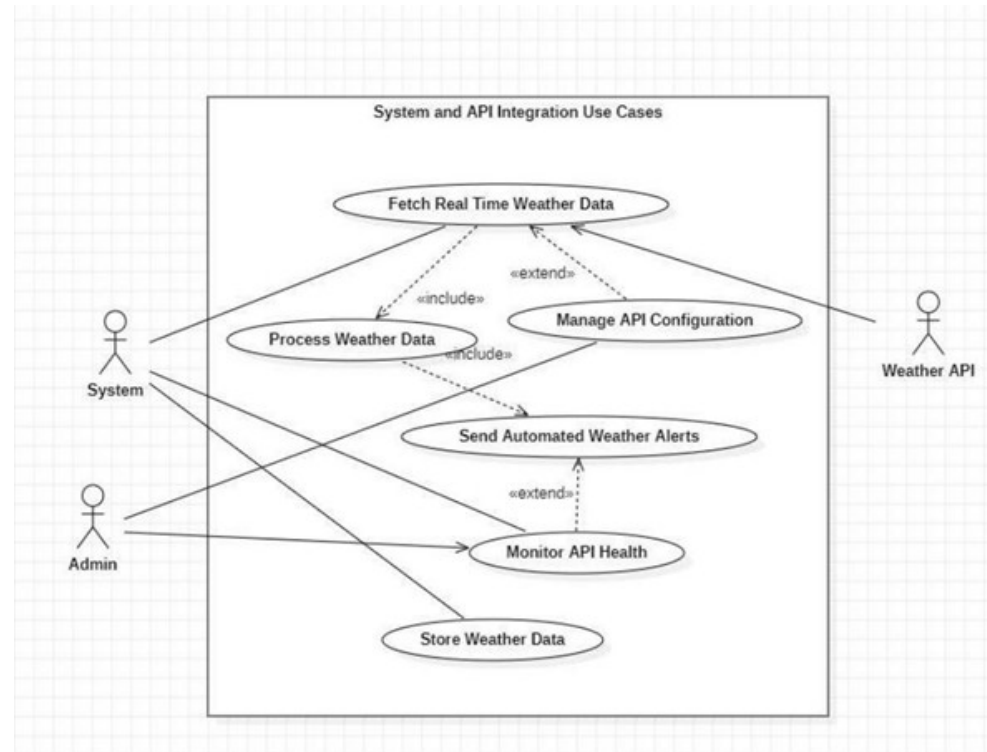 System and API Integration Use Cases
Fetch Real Time Weather Data
«extend»
«include»
Manage API Configuration
Process Weather Data
«include»
Weather API
System
Send Automated Weather Alerts
«extend»
Monitor API Health
Admin
Store Weather Data